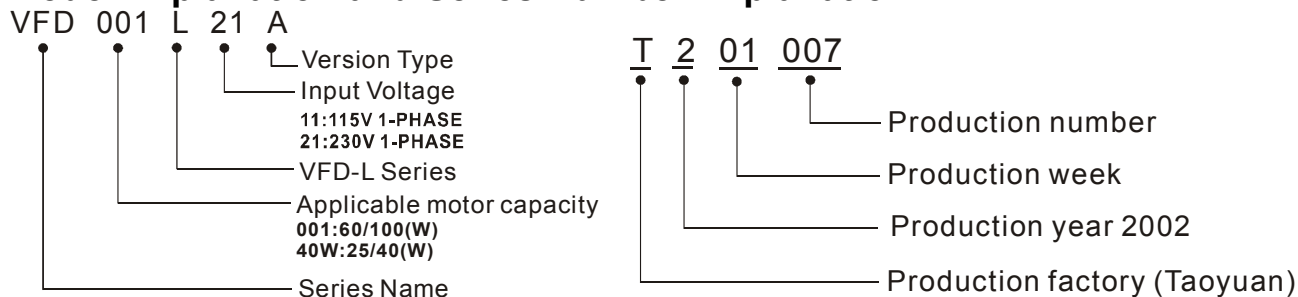 VFD 001 L 21 A
Version Type
Input Voltage
11:115V 1-PHASE
21:230V 1-PHASE
VFD-L Series
Applicable motor capacity
001:60/100(W)
40W:25/40(W)
Series Name
T 2 01 007
Production number
Production week
Production year 2002
Production factory (Taoyuan)